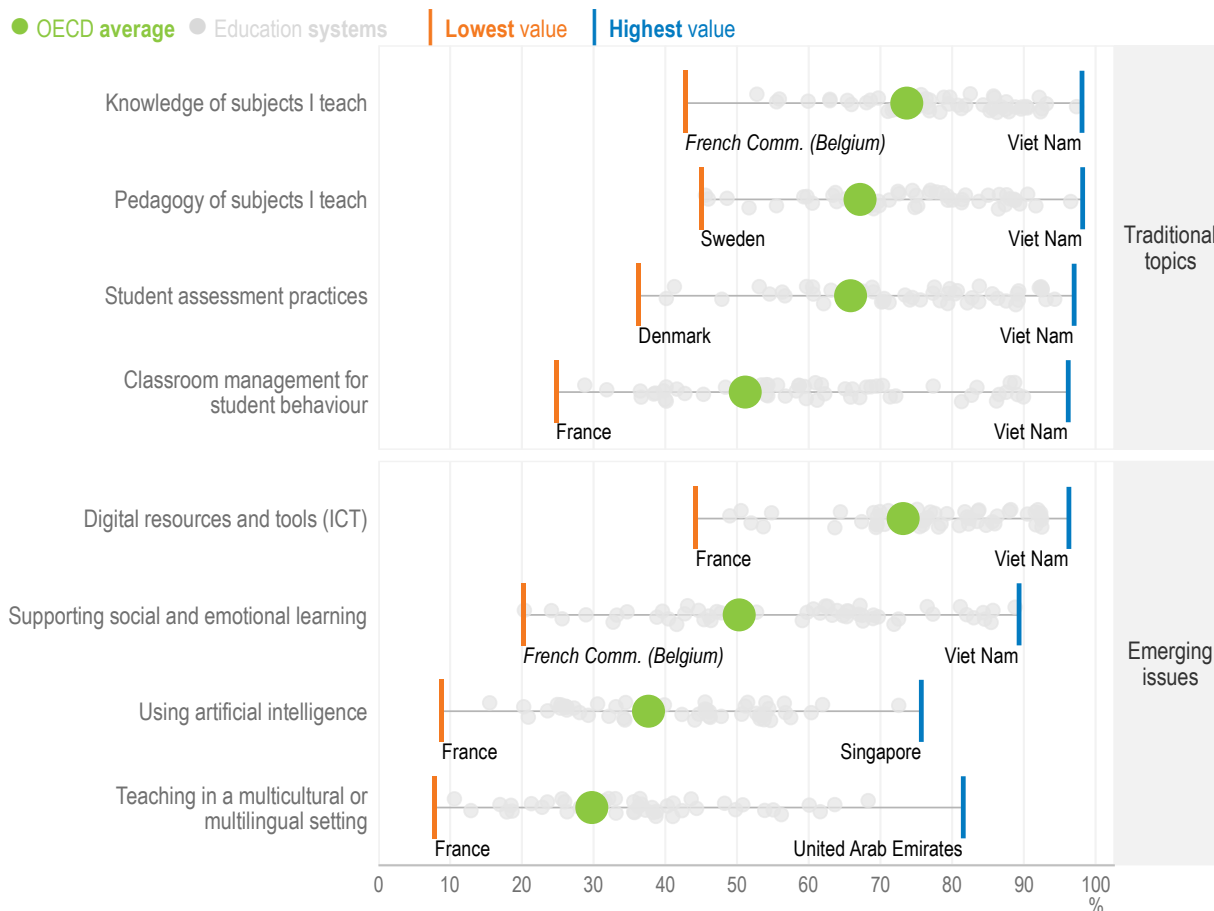 OECD average Education systems Lowest value Highest value
Knowledge of subjects I teach
French Comm. (Belgium) Viet Nam
Pedagogy of subjects I teach
Sweden Viet Nam
Traditional
topics
Student assessment practices
Denmark Viet Nam
Classroom management for
student behaviour
France Viet Nam
Digital resources and tools (ICT)
France Viet Nam
Supporting social and emotional learning
French Comm. (Belgium) Viet Nam
Emerging
issues
Using artificial intelligence
France Singapore
Teaching in a multicultural or
multilingual setting
France United Arab Emirates
0 10 20 30 40 50 60 70 80 90 100
%